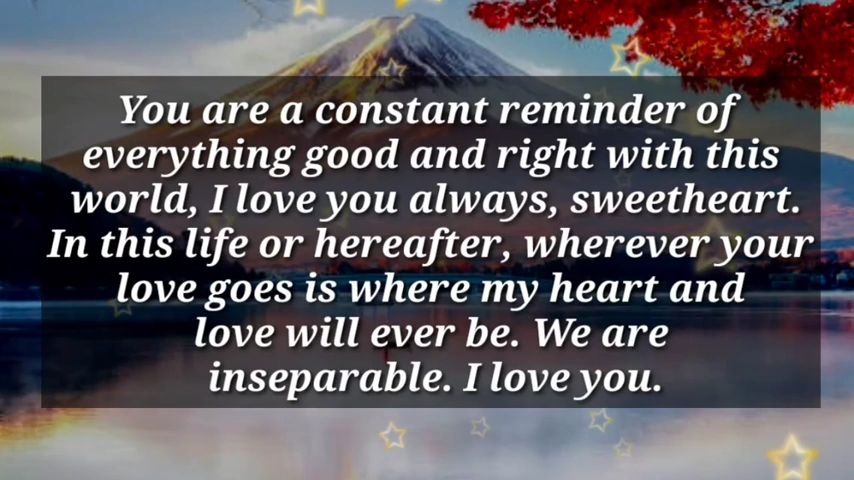 You are a constant reminder of
everything good and right with this
world, I love you always, sweetheart.
In this life or hereafter, wherever your
love goes is where my heart and
love will ever be. We are
inseparable. I love you.